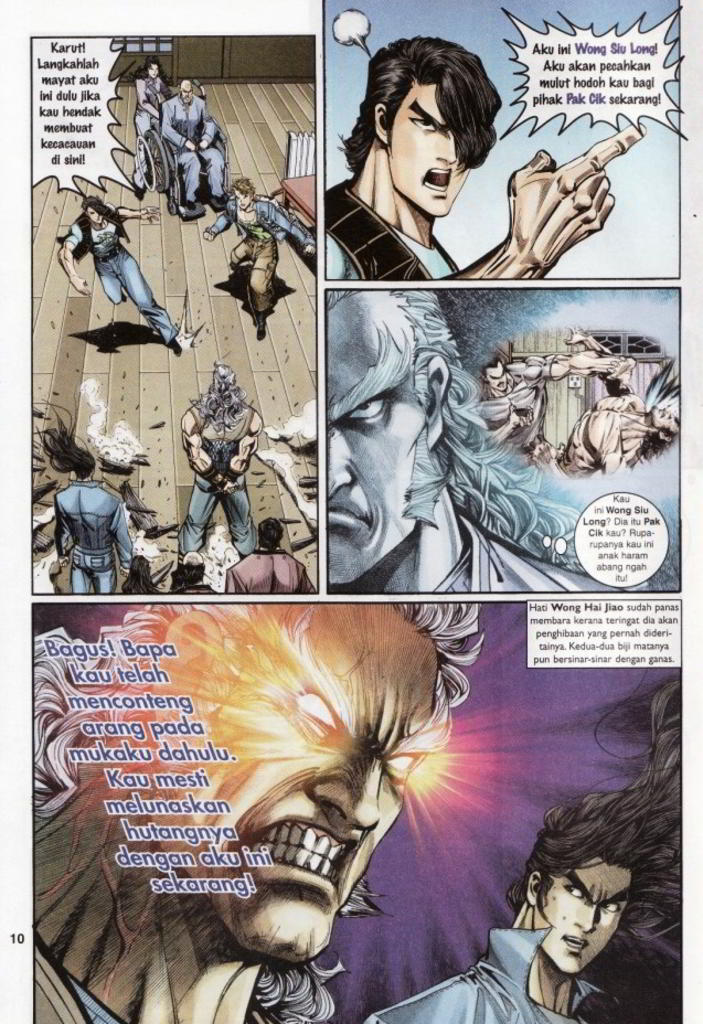 Karut!
Langkahlah
mayat aku
ini dulu jika
kau hendak
membuat
kecacauan
di sini!
Aku ini Wong Siu Long!
Aku akan pecahkan
mulut hodoh kau bagi
pihak Pak Cik sekarang!
Kau
ini Wong Siu
Long? Dia itu Pak
Cik kau? Rupa-
rupanya kau ini
anak haram
abang ngah
itu!
Hati Wong Hai Jiao sudah panas
membara kerana teringat dia akan
penghibaan yang pernah dideri-
tainya. Kedua-dua biji matanya
pun bersinar-sinar dengan ganas.
Bagus! Bapa
kau telah
menconteng
arang pada
mukaku dahulu.
Kau mesti
melunaskan
hutangnya
dengan aku ini
sekarang!
10